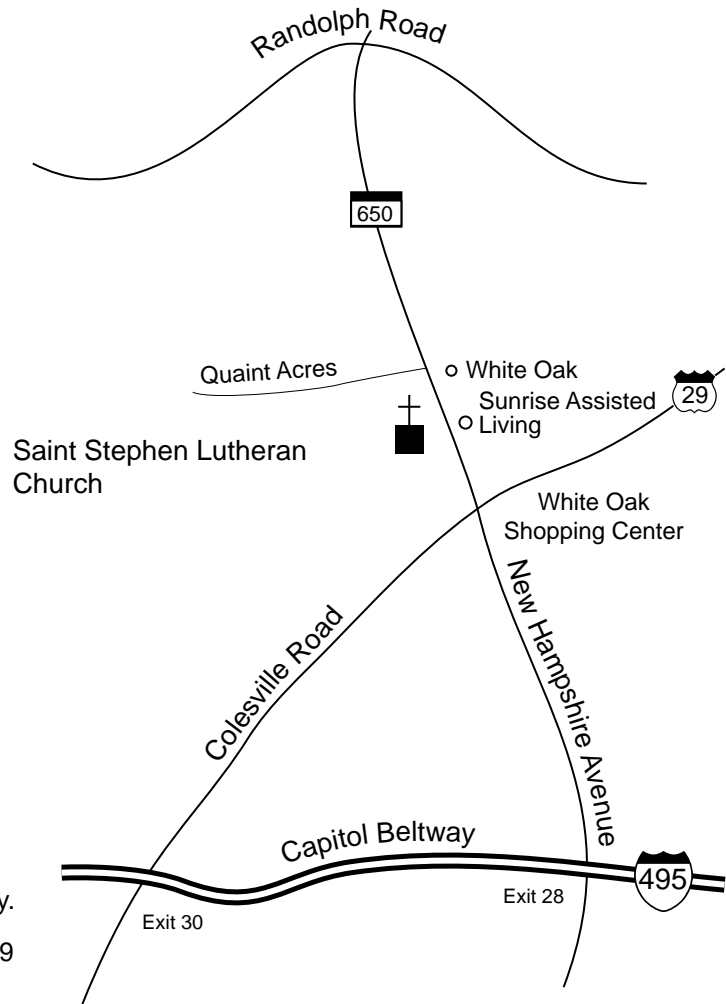 Randolph Road
650
Quaint Acres
White Oak
29
Sunrise Assisted
Living
Saint Stephen Lutheran
Church
White Oak
Shopping Center
New Hampshire Avenue
Colesville Road
Capitol Beltway
495
y.
Exit 28
Exit 30
9